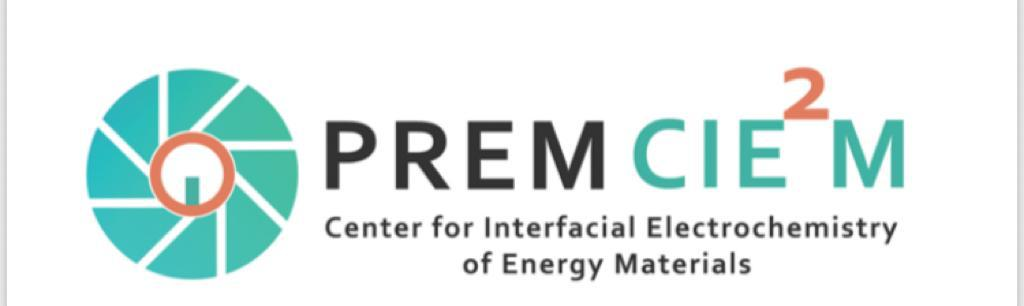 PREM CIE²M
Center for Interfacial Electrochemistry
of Energy Materials